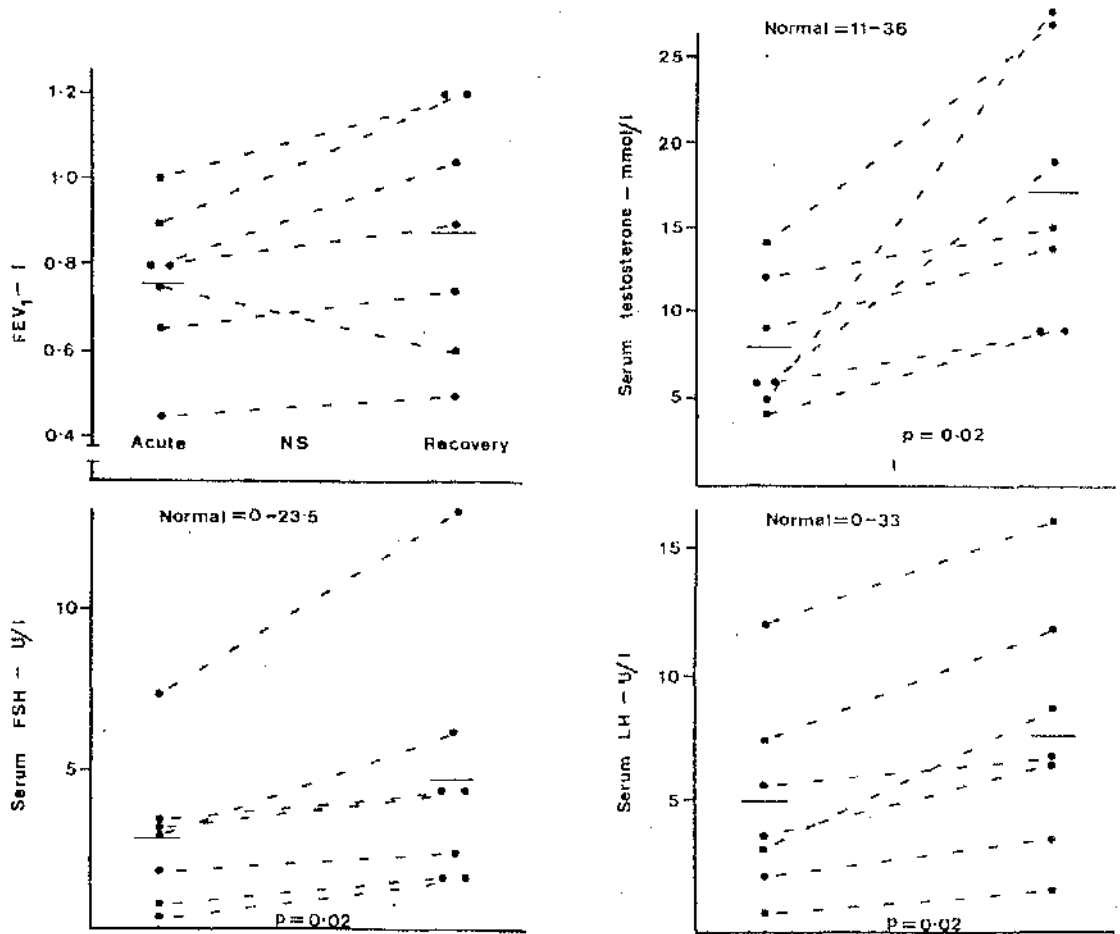 FEV₁ – l
1·2
1·0
0·8
0·6
0·4
Acute NS Recovery
Normal =11–36
Serum testosterone – mmol/l
25
20
15
10
5
p = 0·02
Normal =0–23·5
Serum FSH – U/l
10
5
p = 0·02
Normal=0–33
Serum LH – U/l
15
10
5
p = 0·02